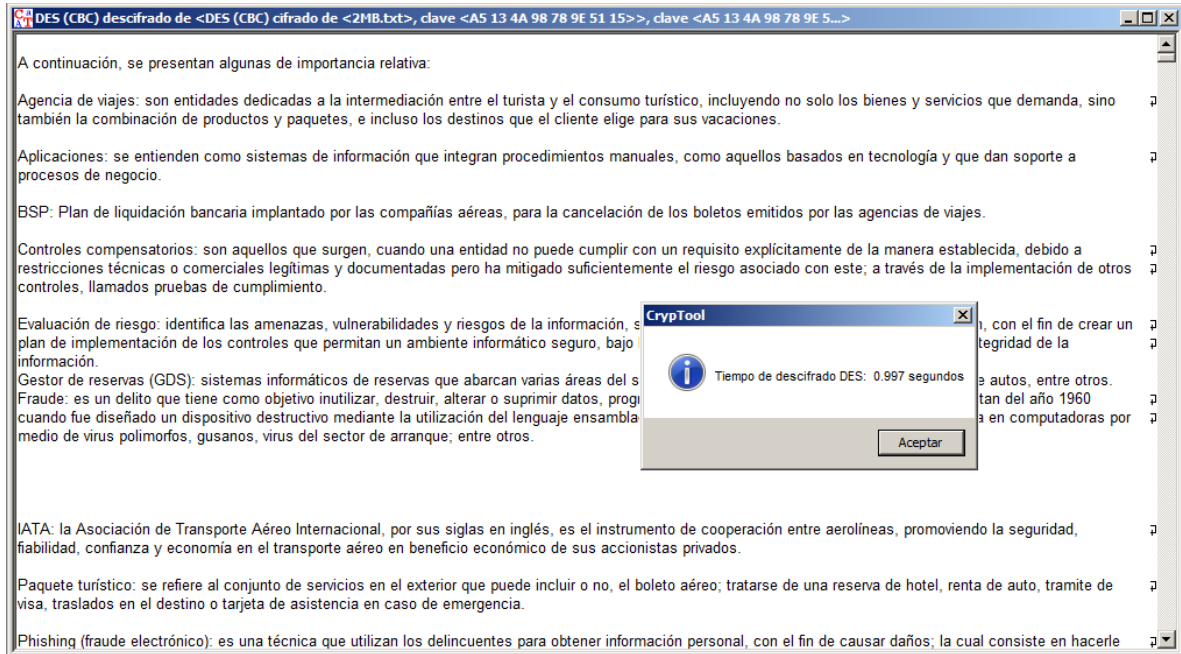 DES (CBC) descifrado de <DES (CBC) cifrado de <2MB.txt>, clave <A5 13 4A 98 78 9E 51 15>>, clave <A5 13 4A 98 78 9E 5...>
A continuación, se presentan algunas de importancia relativa:
Agencia de viajes: son entidades dedicadas a la intermediación entre el turista y el consumo turístico, incluyendo no solo los bienes y servicios que demanda, sino
también la combinación de productos y paquetes, e incluso los destinos que el cliente elige para sus vacaciones.
Aplicaciones: se entienden como sistemas de información que integran procedimientos manuales, como aquellos basados en tecnología y que dan soporte a
procesos de negocio.
BSP: Plan de liquidación bancaria implantado por las compañías aéreas, para la cancelación de los boletos emitidos por las agencias de viajes.
Controles compensatorios: son aquellos que surgen, cuando una entidad no puede cumplir con un requisito explícitamente de la manera establecida, debido a
restricciones técnicas o comerciales legítimas y documentadas pero ha mitigado suficientemente el riesgo asociado con este; a través de la implementación de otros
controles, llamados pruebas de cumplimiento.
Evaluación de riesgo: identifica las amenazas, vulnerabilidades y riesgos de la información, s , con el fin de crear un
plan de implementación de los controles que permitan un ambiente informático seguro, bajo tegridad de la
información.
Gestor de reservas (GDS): sistemas informáticos de reservas que abarcan varias áreas del s e autos, entre otros.
Fraude: es un delito que tiene como objetivo inutilizar, destruir, alterar o suprimir datos, prog tan del año 1960
cuando fue diseñado un dispositivo destructivo mediante la utilización del lenguaje ensambla a en computadoras por
medio de virus polimorfos, gusanos, virus del sector de arranque; entre otros.
CrypTool
Tiempo de descifrado DES: 0.997 segundos
Aceptar
IATA: la Asociación de Transporte Aéreo Internacional, por sus siglas en inglés, es el instrumento de cooperación entre aerolíneas, promoviendo la seguridad,
fiabilidad, confianza y economía en el transporte aéreo en beneficio económico de sus accionistas privados.
Paquete turístico: se refiere al conjunto de servicios en el exterior que puede incluir o no, el boleto aéreo; tratarse de una reserva de hotel, renta de auto, tramite de
visa, traslados en el destino o tarjeta de asistencia en caso de emergencia.
Phishing (fraude electrónico): es una técnica que utilizan los delincuentes para obtener información personal, con el fin de causar daños; la cual consiste en hacerle